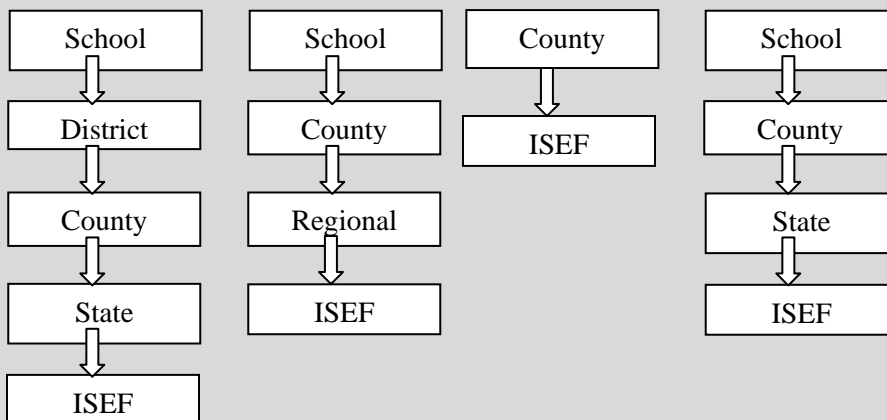 School
District
County
State
ISEF
School
County
Regional
ISEF
County
ISEF
School
County
State
ISEF